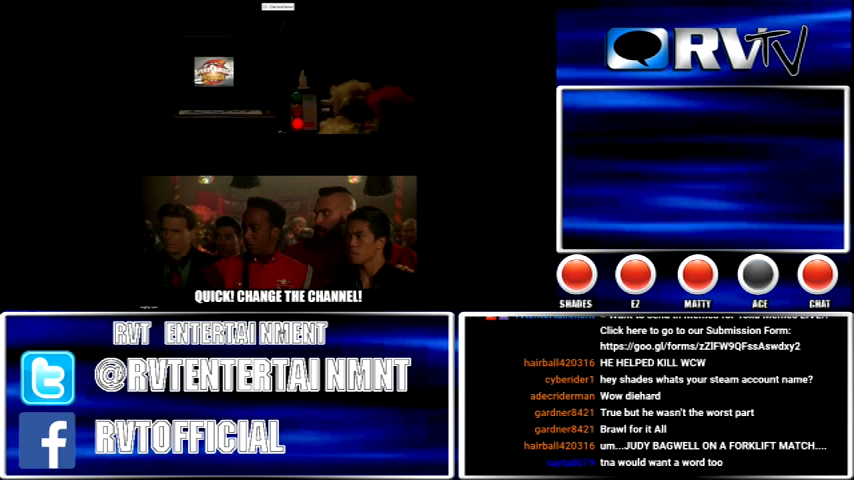 RVTV
QUICK! CHANGE THE CHANNEL!
SHADES
EZ
MATTY
ACE
CHAT
RVT ENTERTAINMENT
@RVTENTERTAINMNT
RVTOFFICIAL
Click here to go to our Submission Form:
https://goo.gl/forms/zZIFW9QFssAswdxy2
hairball420316 HE HELPED KILL WCW
cyberider1 hey shades whats your steam account name?
adecriderman Wow diehard
gardner8421 True but he wasn't the worst part
gardner8421 Brawl for it All
hairball420316 um...JUDY BAGWELL ON A FORKLIFT MATCH....
tna would want a word too